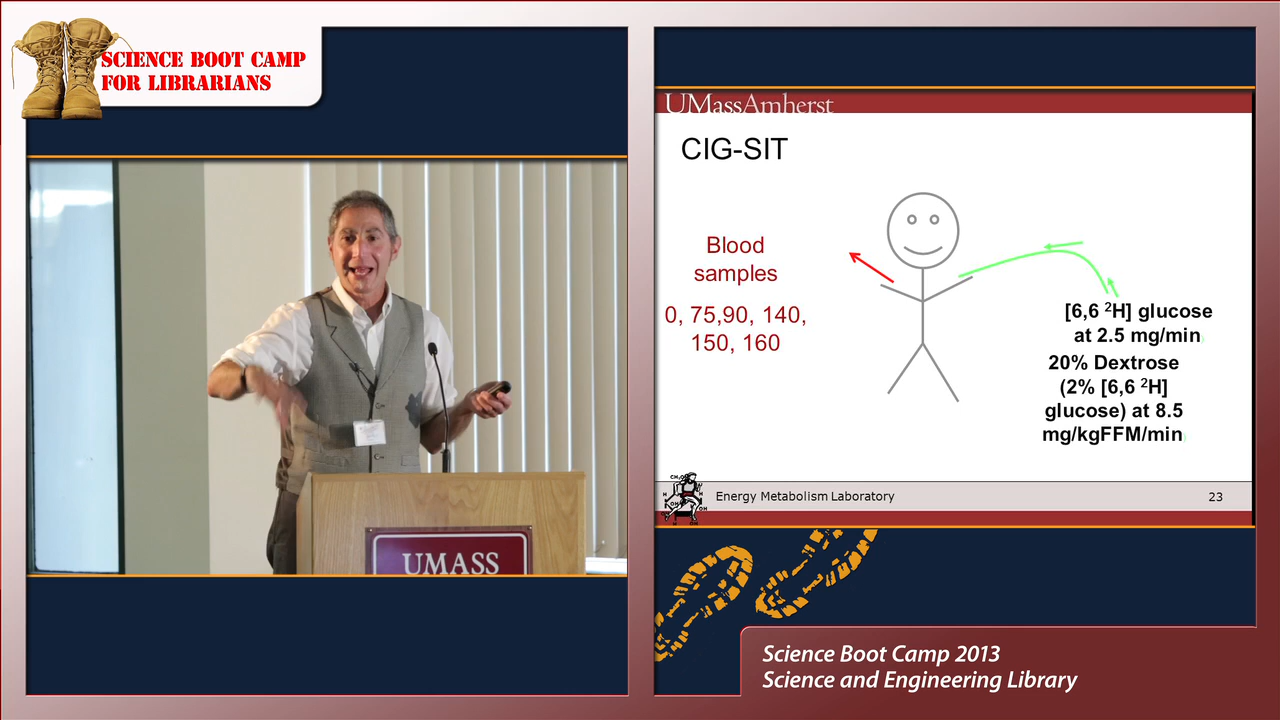 SCIENCE BOOT CAMP
FOR LIBRARIANS
UMASS
UMassAmherst
CIG-SIT
Blood
samples
0, 75,90, 140,
150, 160
[6,6 ²H] glucose
at 2.5 mg/min
20% Dextrose
(2% [6,6 ²H]
glucose) at 8.5
mg/kgFFM/min
Energy Metabolism Laboratory
23
Science Boot Camp 2013
Science and Engineering Library